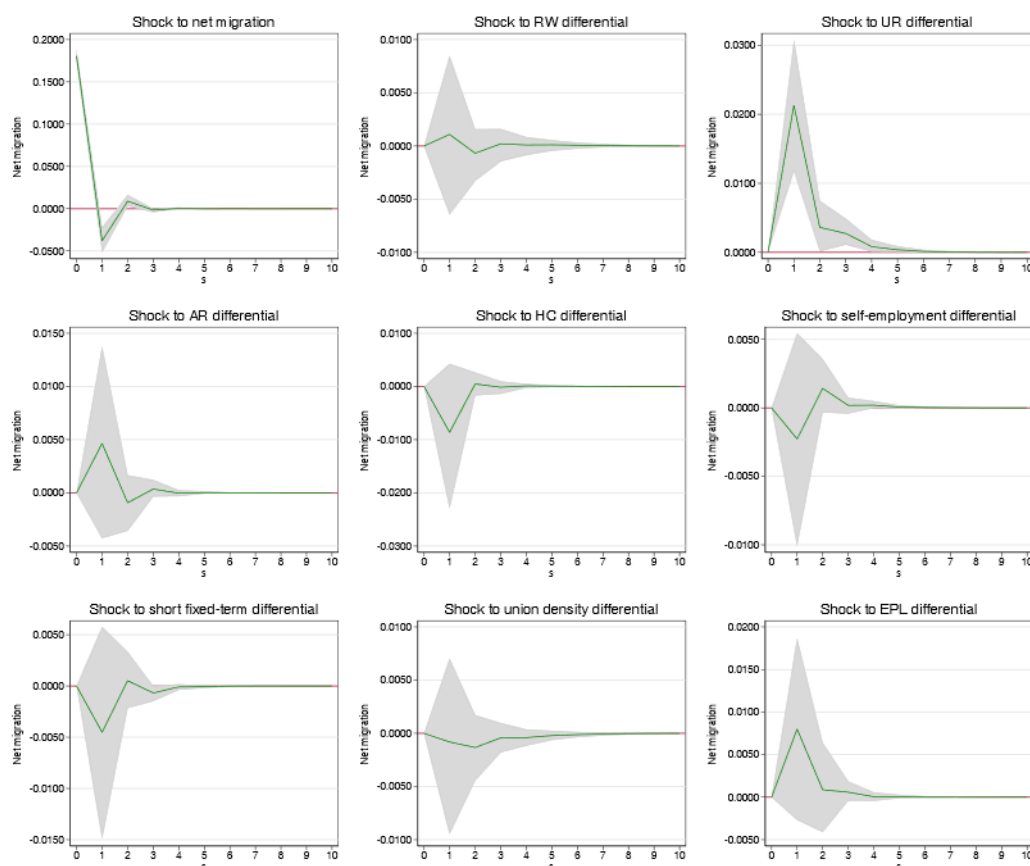 Shock to net migration
Net migration
0.2000
0.1500
0.1000
0.0500
0.0000
-0.0500
0 1 2 3 4 5 6 7 8 9 10
s
Shock to RW differential
Net migration
0.0100
0.0050
0.0000
-0.0050
-0.0100
0 1 2 3 4 5 6 7 8 9 10
s
Shock to UR differential
Net migration
0.0300
0.0200
0.0100
0.0000
0 1 2 3 4 5 6 7 8 9 10
s
Shock to AR differential
Net migration
0.0150
0.0100
0.0050
0.0000
-0.0050
0 1 2 3 4 5 6 7 8 9 10
s
Shock to HC differential
Net migration
0.0100
0.0000
-0.0100
-0.0200
-0.0300
0 1 2 3 4 5 6 7 8 9 10
s
Shock to self-employment differential
Net migration
0.0050
0.0000
-0.0050
-0.0100
0 1 2 3 4 5 6 7 8 9 10
s
Shock to short fixed-term differential
Net migration
0.0050
0.0000
-0.0050
-0.0100
-0.0150
0 1 2 3 4 5 6 7 8 9 10
Shock to union density differential
Net migration
0.0100
0.0050
0.0000
-0.0050
-0.0100
0 1 2 3 4 5 6 7 8 9 10
Shock to EPL differential
Net migration
0.0200
0.0150
0.0100
0.0050
0.0000
-0.0050
0 1 2 3 4 5 6 7 8 9 10